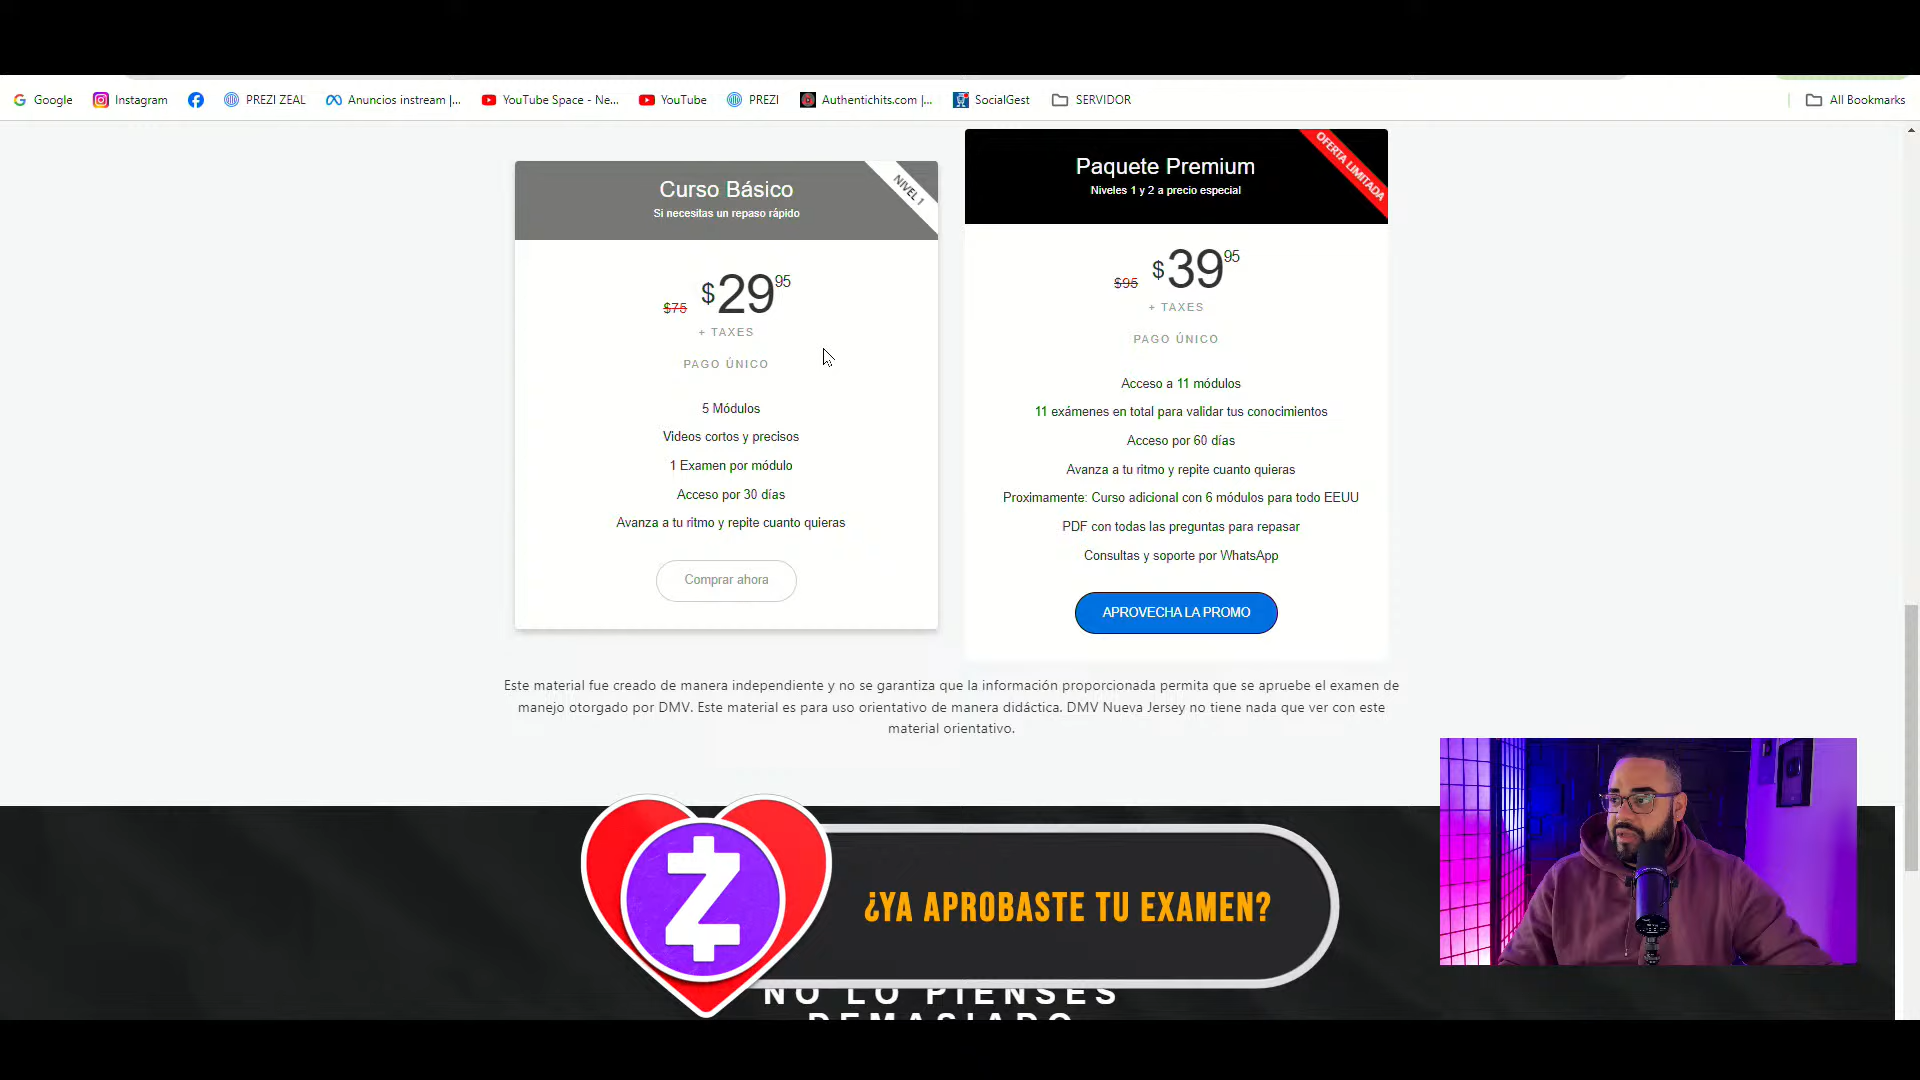 Google
Instagram
PREZI ZEAL
Anuncios instream |...
YouTube Space - Ne...
YouTube
PREZI
Authentichits.com |...
SocialGest
SERVIDOR
All Bookmarks
Curso Básico
Si necesitas un repaso rápido
NIVEL 1
$75 $29 95
+ TAXES
PAGO ÚNICO
5 Módulos
Videos cortos y precisos
1 Examen por módulo
Acceso por 30 días
Avanza a tu ritmo y repite cuanto quieras
Comprar ahora
Paquete Premium
Niveles 1 y 2 a precio especial
OFERTA LIMITADA
$95 $39 95
+ TAXES
PAGO ÚNICO
Acceso a 11 módulos
11 exámenes en total para validar tus conocimientos
Acceso por 60 días
Avanza a tu ritmo y repite cuanto quieras
Proximamente: Curso adicional con 6 módulos para todo EEUU
PDF con todas las preguntas para repasar
Consultas y soporte por WhatsApp
APROVECHA LA PROMO
Este material fue creado de manera independiente y no se garantiza que la información proporcionada permita que se apruebe el examen de
manejo otorgado por DMV. Este material es para uso orientativo de manera didáctica. DMV Nueva Jersey no tiene nada que ver con este
material orientativo.
Z
¿YA APROBASTE TU EXAMEN?
NO LO PIENSES
DEMASIADO